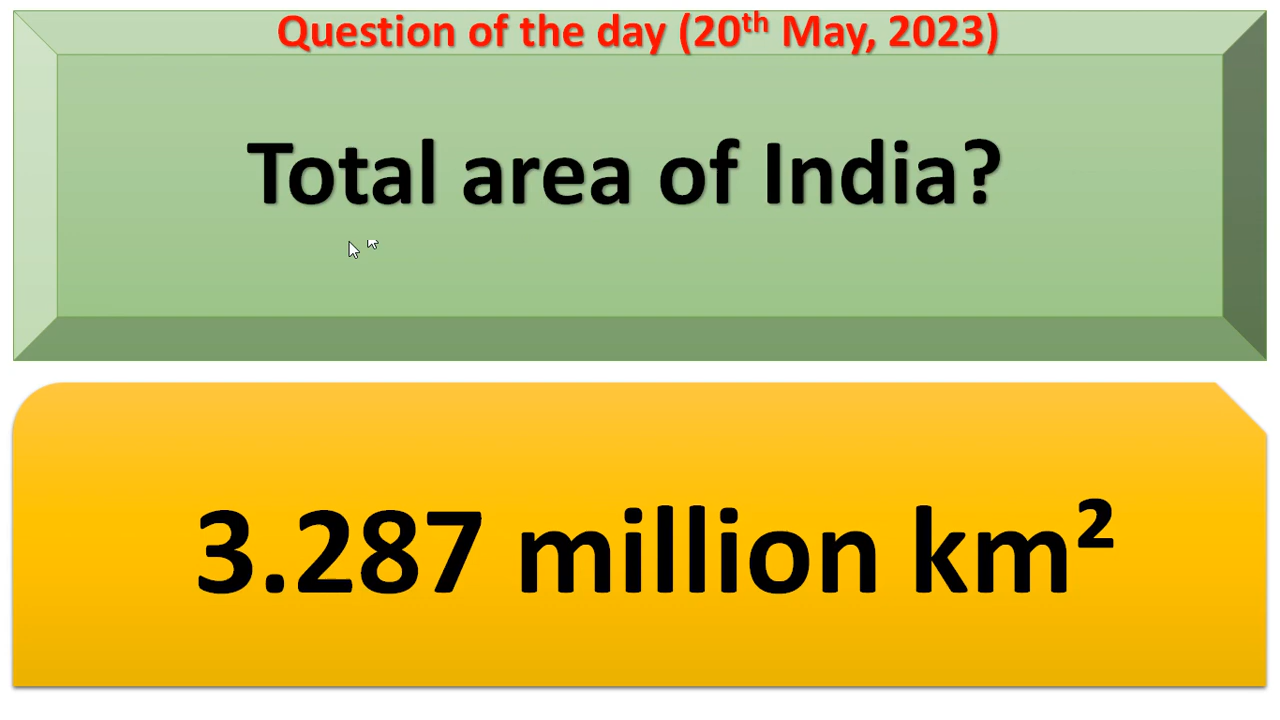 Question of the day (20th May, 2023)
Total area of India?
3.287 million km²